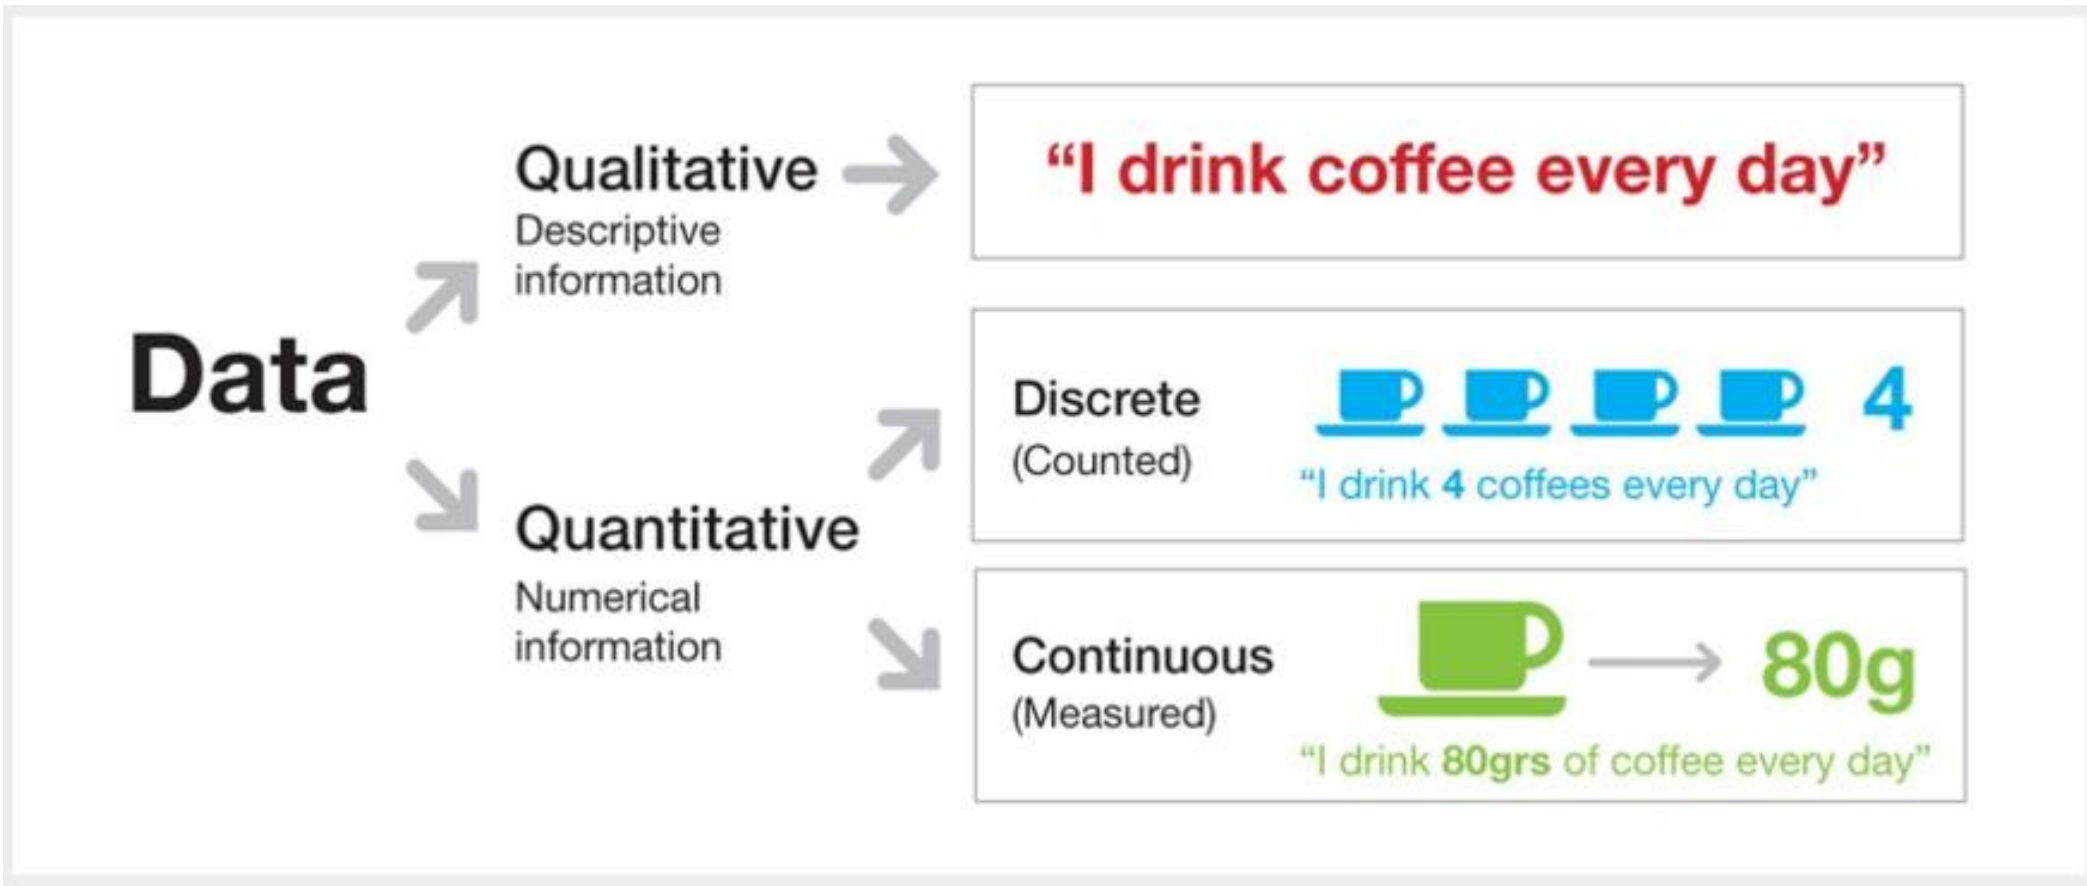 Data
Qualitative
Descriptive
information
“I drink coffee every day”
Quantitative
Numerical
information
Discrete
(Counted)
4
“I drink 4 coffees every day”
Continuous
(Measured)
80g
“I drink 80grs of coffee every day”